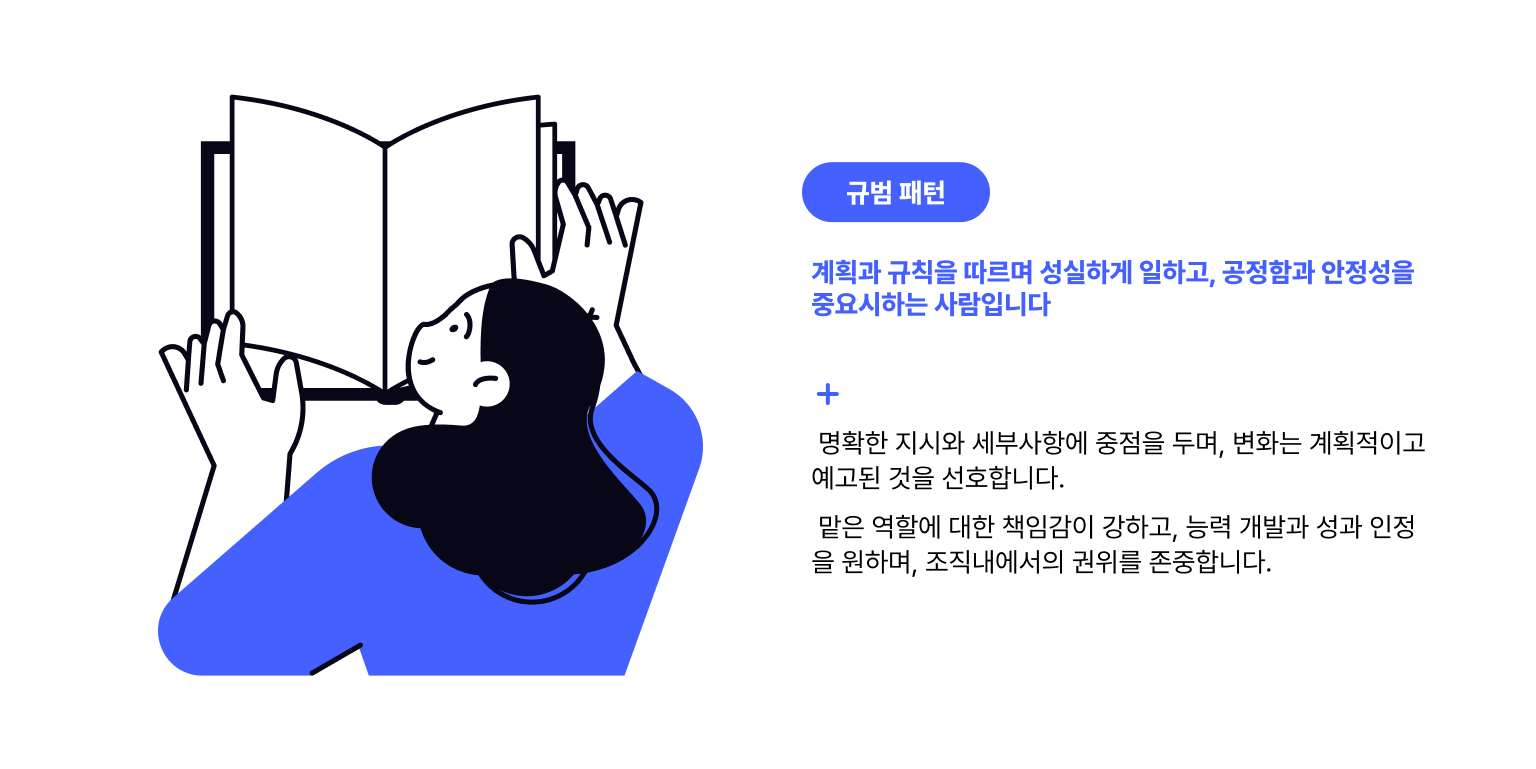 규범 패턴
계획과 규칙을 따르며 성실하게 일하고, 공정함과 안정성을
중요시하는 사람입니다
명확한 지시와 세부사항에 중점을 두며, 변화는 계획적이고
예고된 것을 선호합니다.
맡은 역할에 대한 책임감이 강하고, 능력 개발과 성과 인정
을 원하며, 조직내에서의 권위를 존중합니다.